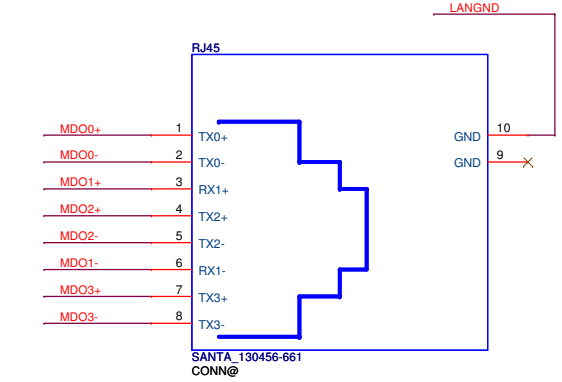 LANGND
RJ45
MDO0+ 1 TX0+ GND 10
MDO0- 2 TX0- GND 9
MDO1+ 3 RX1+
MDO2+ 4 TX2+
MDO2- 5 TX2-
MDO1- 6 RX1-
MDO3+ 7 TX3+
MDO3- 8 TX3-
SANTA_130456-661
CONN@